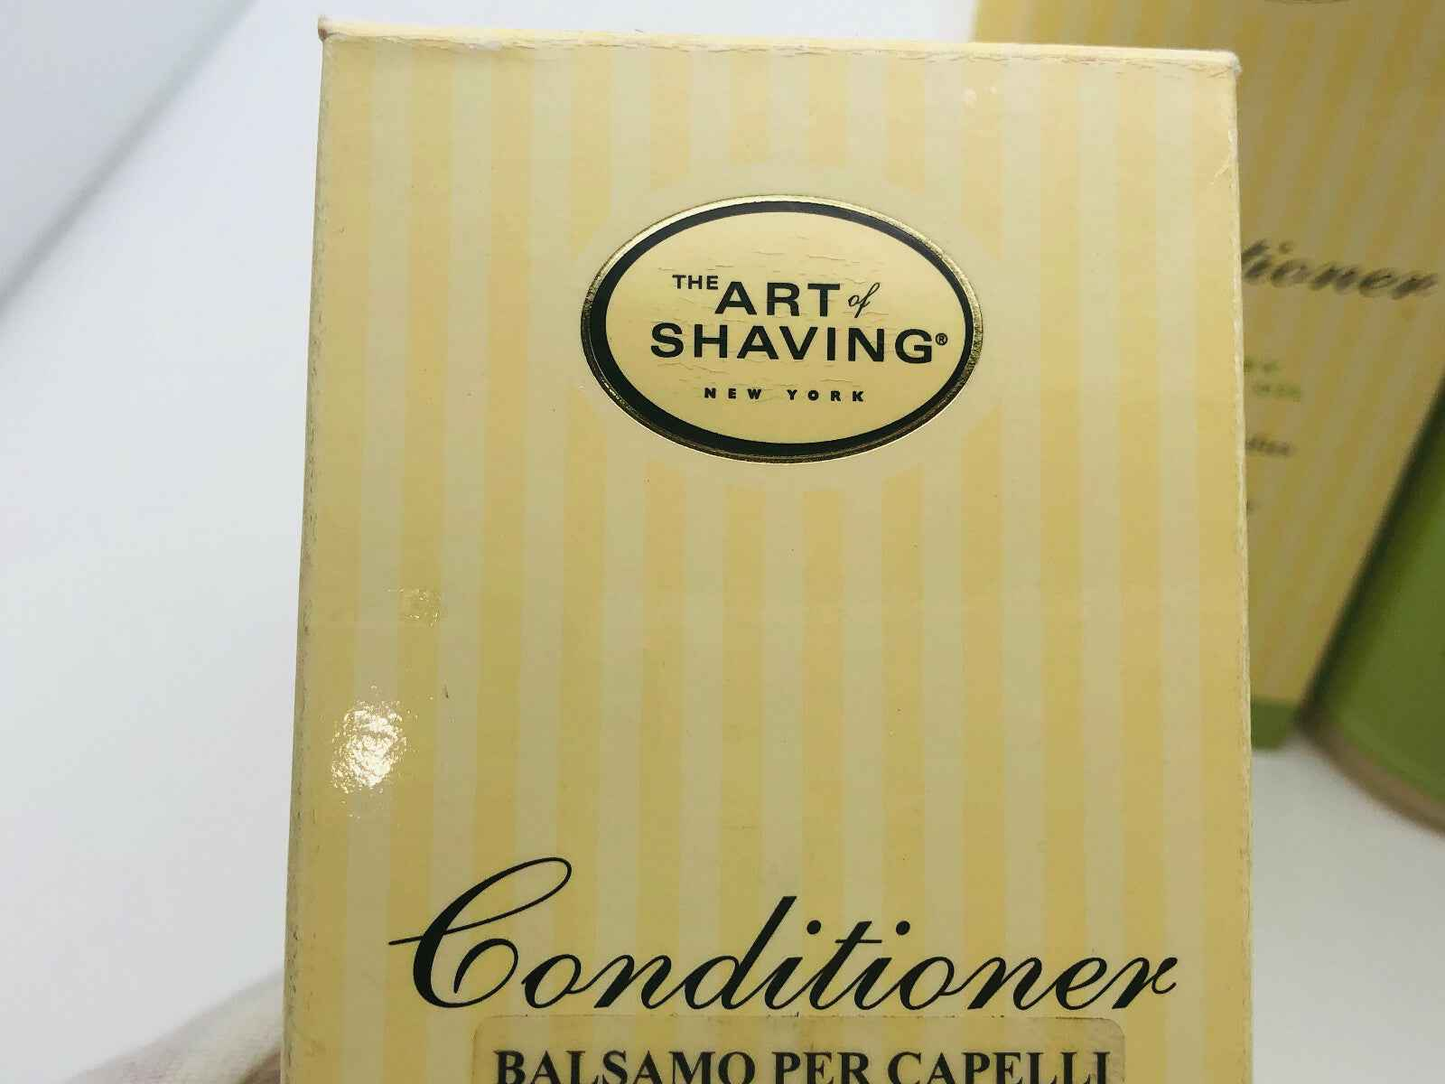 THE ART of
SHAVING®
NEW YORK
Conditioner
BALSAMO PER CAPELLI